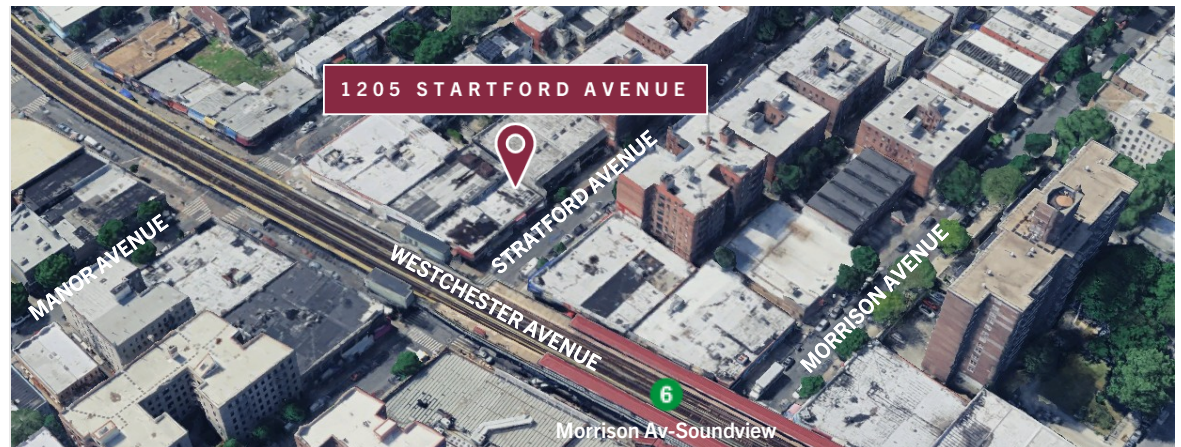 1205 STARTFORD AVENUE
STRATFORD AVENUE
MANOR AVENUE
WESTCHESTER AVENUE
MORRISON AVENUE
6
Morrison Av-Soundview